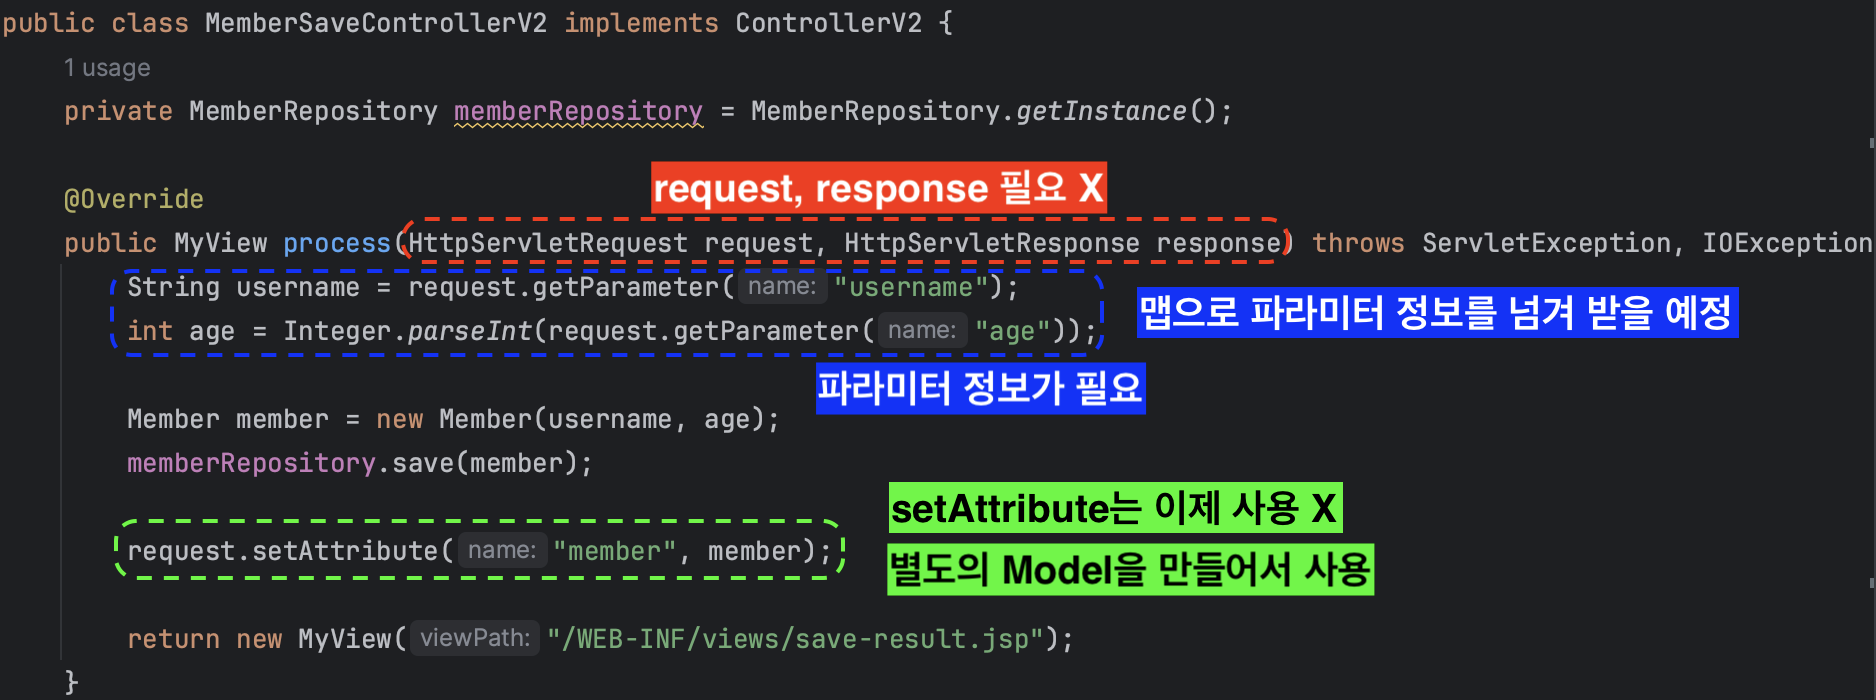 public class MemberSaveControllerV2 implements ControllerV2 {
1 usage
private MemberRepository memberRepository = MemberRepository.getInstance();
request, response 필요 X
@Override
public MyView process(HttpServletRequest request, HttpServletResponse response) throws ServletException, IOException
String username = request.getParameter( name: "username");
맵으로 파라미터 정보를 넘겨 받을 예정
int age = Integer.parseInt(request.getParameter( name: "age"));
파라미터 정보가 필요
Member member = new Member(username, age);
memberRepository.save(member);
setAttribute는 이제 사용 X
request.setAttribute( name: "member", member);
별도의 Model을 만들어서 사용
return new MyView( viewPath: "/WEB-INF/views/save-result.jsp");
}